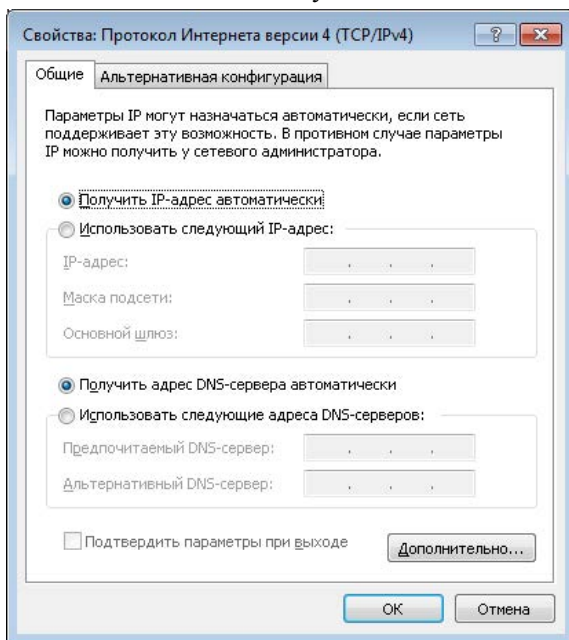 Свойства: Протокол Интернета версии 4 (TCP/IPv4)
Общие
Альтернативная конфигурация
Параметры IP могут назначаться автоматически, если сеть
поддерживает эту возможность. В противном случае параметры
IP можно получить у сетевого администратора.
Получить IP-адрес автоматически
Использовать следующий IP-адрес:
IP-адрес:
Маска подсети:
Основной шлюз:
Получить адрес DNS-сервера автоматически
Использовать следующие адреса DNS-серверов:
Предпочитаемый DNS-сервер:
Альтернативный DNS-сервер:
Подтвердить параметры при выходе
Дополнительно...
ОК
Отмена